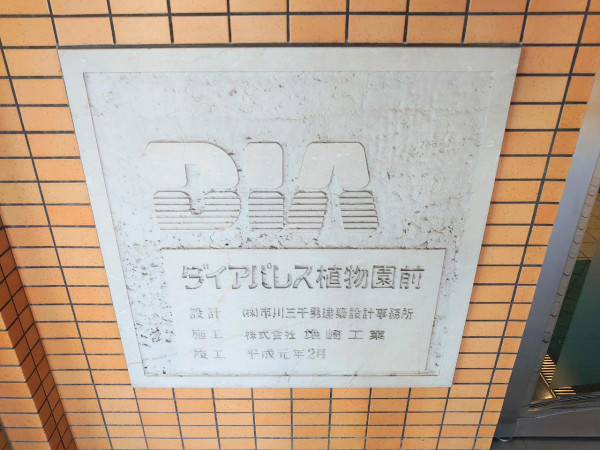 DIA
ダイアパレス植物園前
設計 (株)市川三千男建築設計事務所
施工 株式会社 地崎工業
竣工 平成元年2月